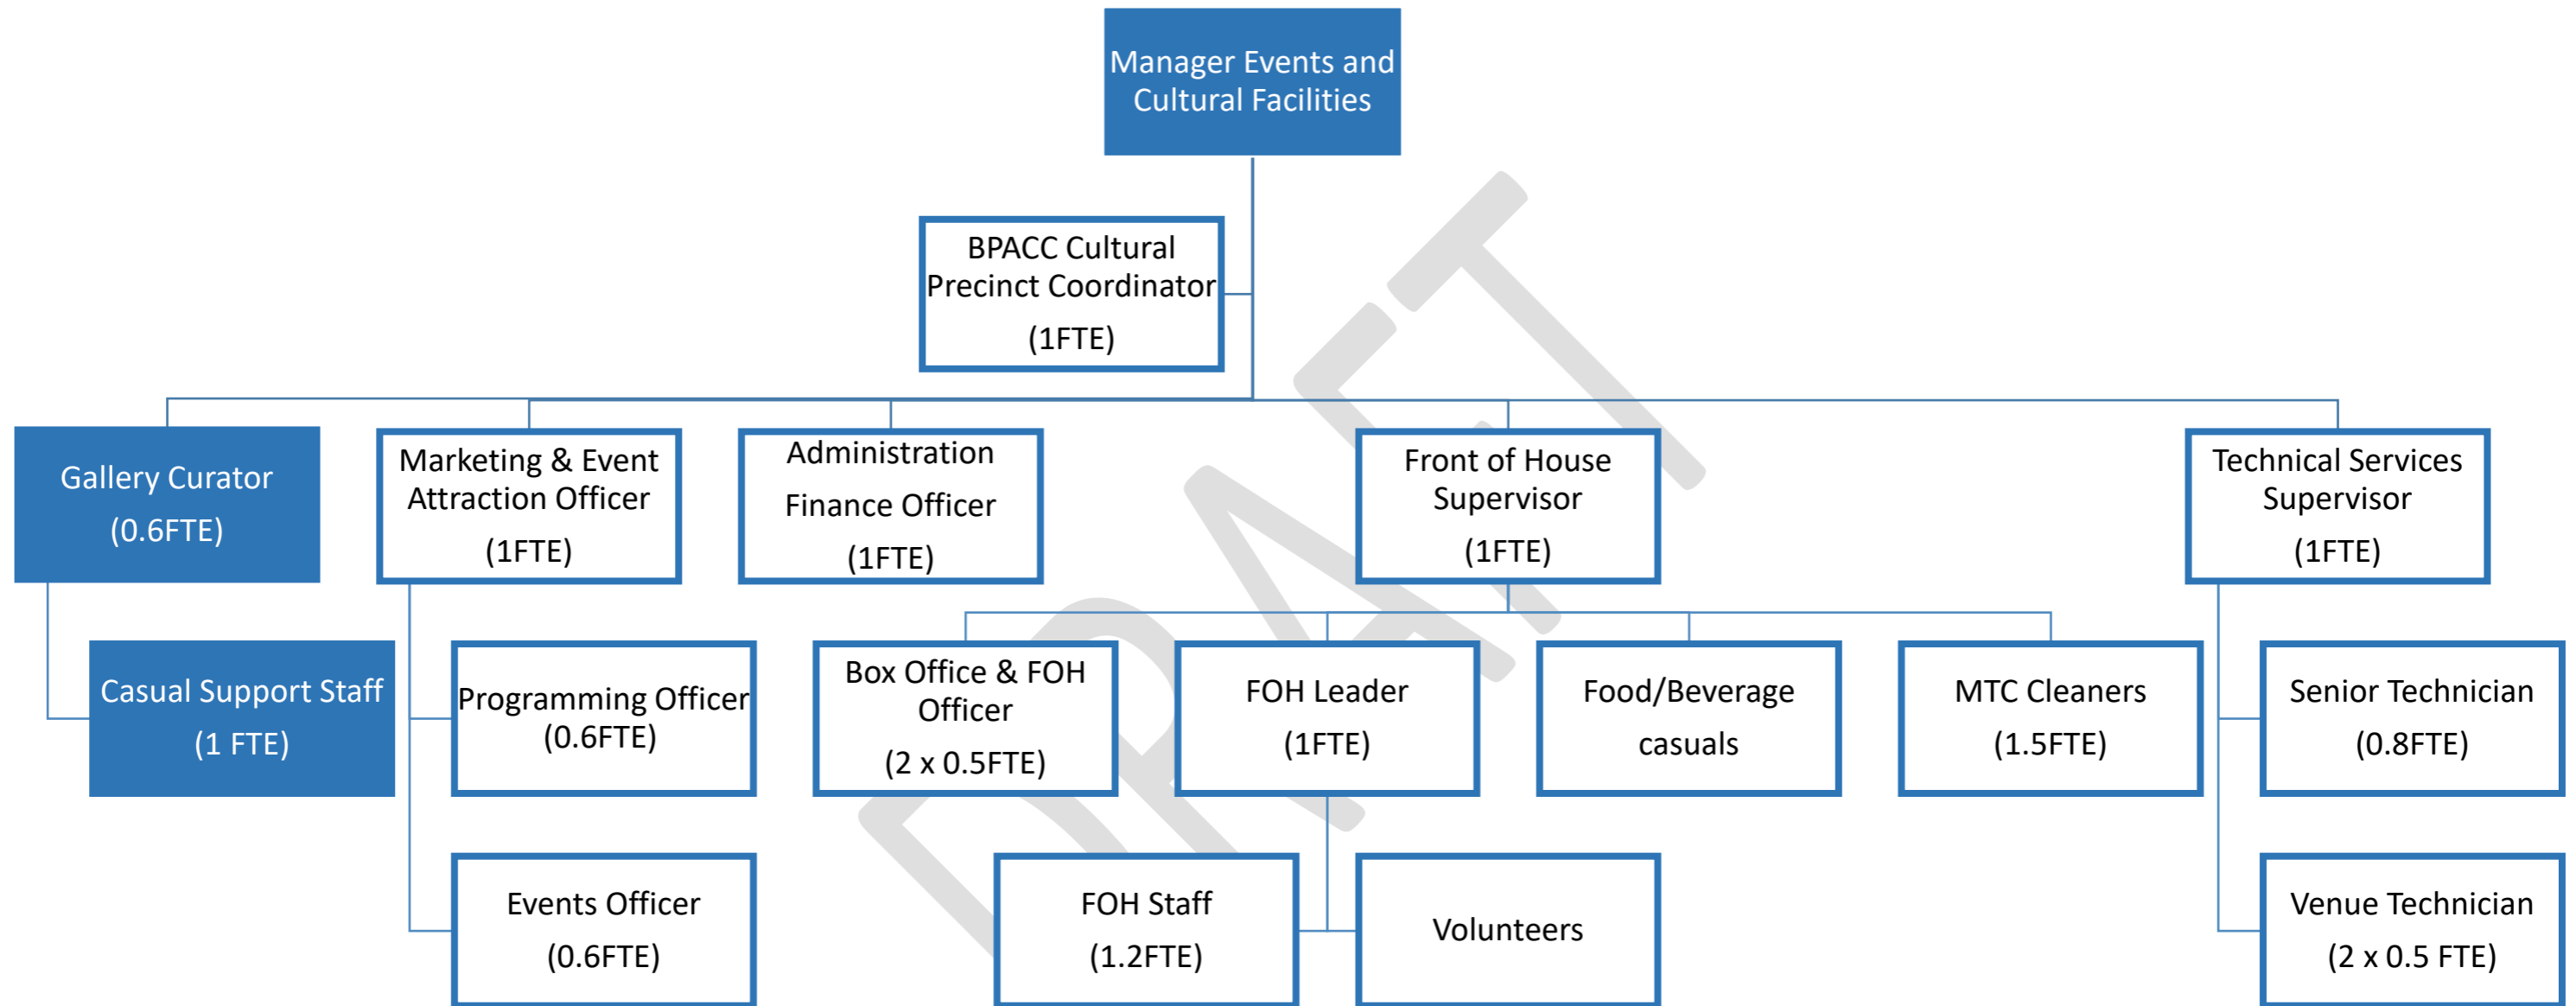 Manager Events and
Cultural Facilities
BPACC Cultural
Precinct Coordinator
(1FTE)
Gallery Curator
(0.6FTE)
Marketing & Event
Attraction Officer
(1FTE)
Administration
Finance Officer
(1FTE)
Front of House
Supervisor
(1FTE)
Technical Services
Supervisor
(1FTE)
Casual Support Staff
(1 FTE)
Programming Officer
(0.6FTE)
Box Office & FOH
Officer
(2 x 0.5FTE)
FOH Leader
(1FTE)
Food/Beverage
casuals
MTC Cleaners
(1.5FTE)
Senior Technician
(0.8FTE)
Events Officer
(0.6FTE)
FOH Staff
(1.2FTE)
Volunteers
Venue Technician
(2 x 0.5 FTE)
DRAFT